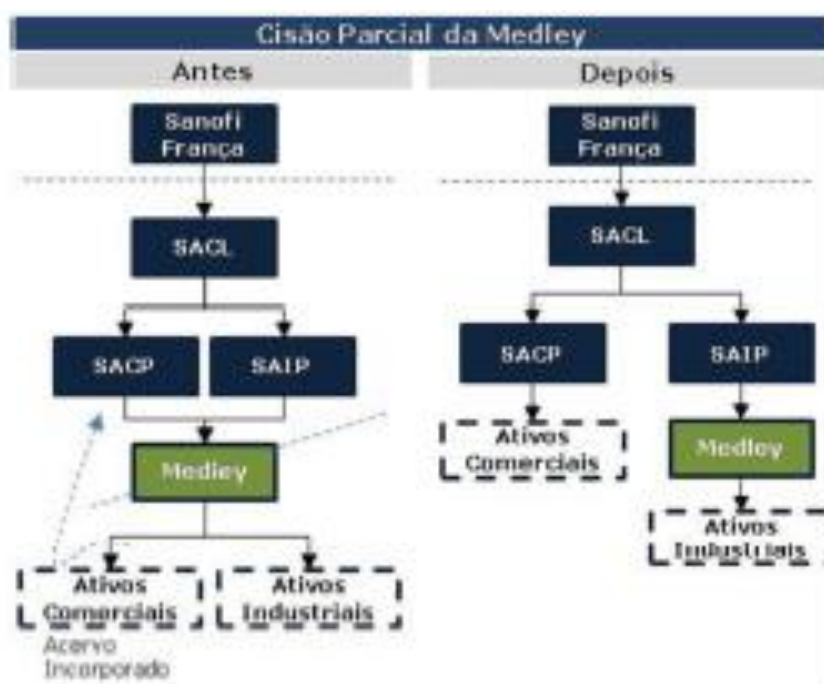 Cisão Parcial da Medley
Antes
Depois
Sanofi
França
SACL
SACP
SAIP
Medley
Ativos
Comerciais
Ativos
Industriais
Acervo
Incorporado
Sanofi
França
SACL
SACP
SAIP
Ativos
Comerciais
Medley
Ativos
Industriais